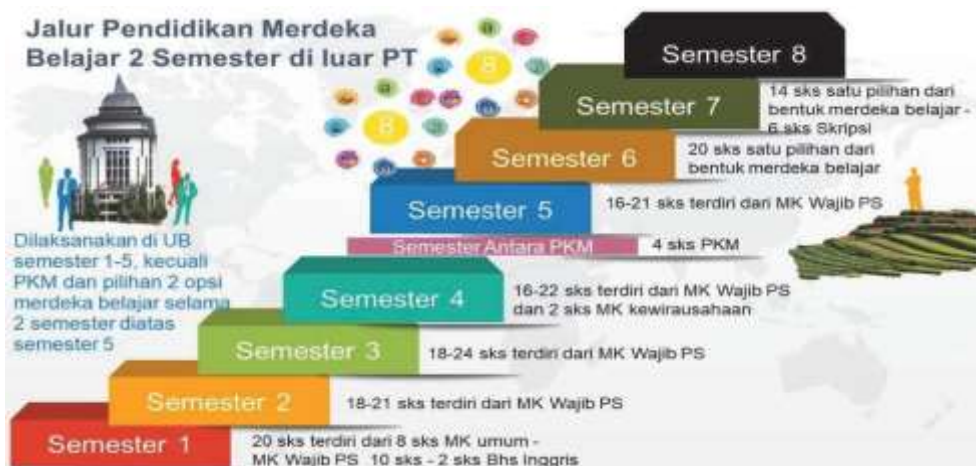 Jalur Pendidikan Merdeka
Belajar 2 Semester di luar PT
Semester 8
Semester 7
14 sks satu pilihan dari
bentuk merdeka belajar -
6 sks Skripsi
Semester 6
20 sks satu pilihan dari
bentuk merdeka belajar
Semester 5
16-21 sks terdiri dari MK Wajib PS
Semester Antara PKM
4 sks PKM
Dilaksanakan di UB
semester 1-5, kecuali
PKM dan pilihan 2 opsi
merdeka belajar selama
2 semester diatas
semester 5
Semester 4
16-22 sks terdiri dari MK Wajib PS
dan 2 sks MK kewirausahaan
Semester 3
18-24 sks terdiri dari MK Wajib PS
Semester 2
18-21 sks terdiri dari MK Wajib PS
Semester 1
20 sks terdiri dari 8 sks MK umum -
MK Wajib PS 10 sks - 2 sks Bhs Inggris